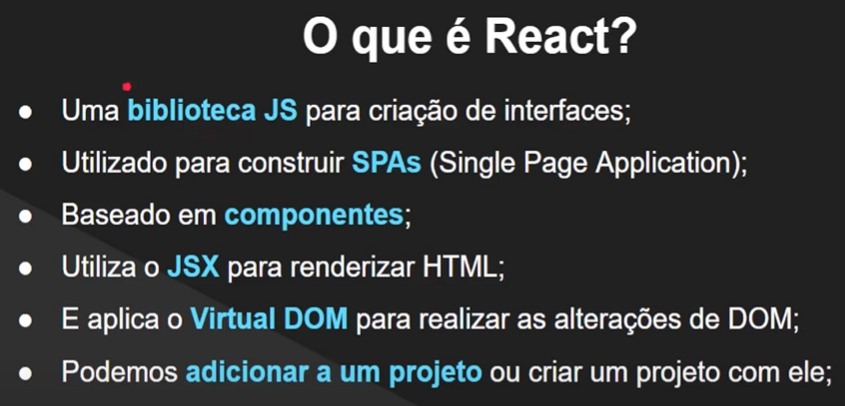 O que é React?
● Uma biblioteca JS para criação de interfaces;
● Utilizado para construir SPAs (Single Page Application);
● Baseado em componentes;
● Utiliza o JSX para renderizar HTML;
● E aplica o Virtual DOM para realizar as alterações de DOM;
● Podemos adicionar a um projeto ou criar um projeto com ele;